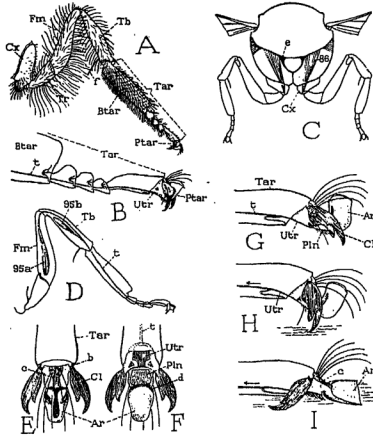 Fm
Tb
Cx
A
Tr
f
Tar
Btar
Ptar
e
86
Cx
C
Btar
Tar
t
B
Utr
Ptar
95b
Tb
Fm
t
95a
D
Tar
t
Ar
Utr
Pln
Cl
G
Utr
H
t
Tar
Utr
b
Pln
a
Cl
d
E
Ar
F
c
Ar
I